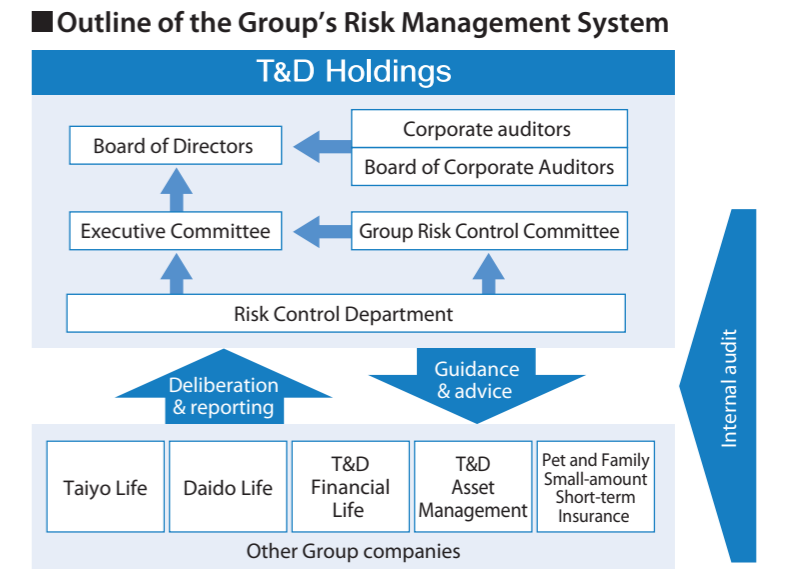 ■Outline of the Group's Risk Management System
T&D Holdings
Board of Directors
Corporate auditors
Board of Corporate Auditors
Executive Committee
Group Risk Control Committee
Risk Control Department
Deliberation
& reporting
Guidance
& advice
Internal audit
Taiyo Life
Daido Life
T&D
Financial
Life
T&D
Asset
Management
Pet and Family
Small-amount
Short-term
Insurance
Other Group companies